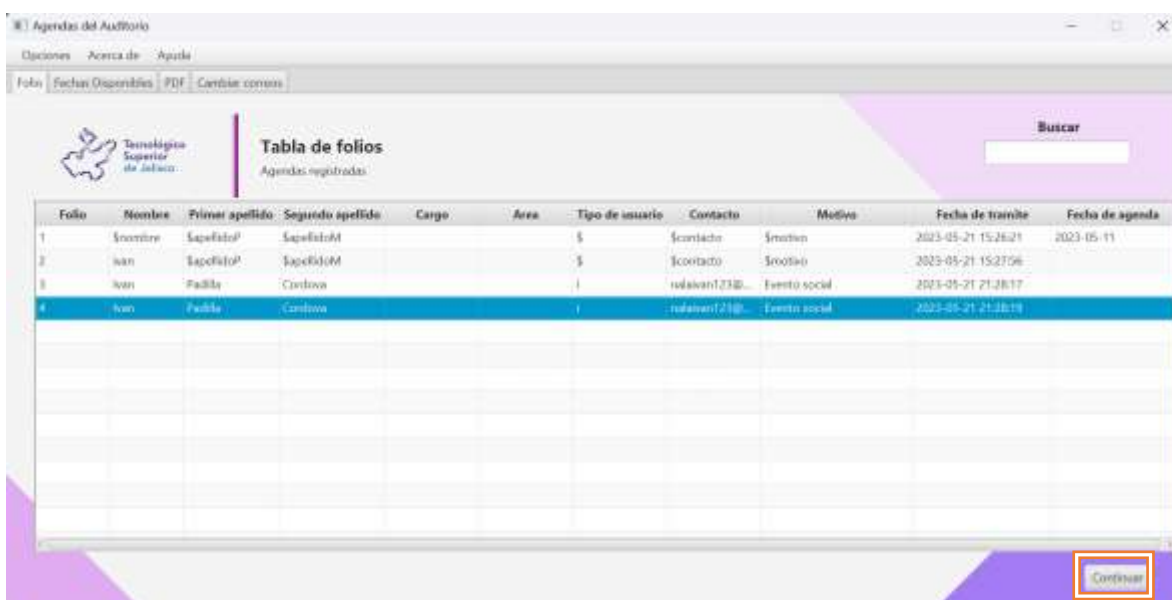 Agendas del Auditorio
Opciones Acerca de Ayuda
Folio Fechas Disponibles PDF Cambiar correos
Tecnológico
Superior
de Jalisco
Tabla de folios
Agendas registradas
Buscar
Folio Nombre Primer apellido Segundo apellido Cargo Area Tipo de usuario Contacto Motivo Fecha de tramite Fecha de agenda
1 $nombre $apellidoP $apellidoM $ $contacto $motivo 2023-05-21 15:26:21 2023-05-11
2 Ivan $apellidoP $apellidoM $ $contacto $motivo 2023-05-21 15:27:56
3 Ivan Padilla Cordova i Evento social 2023-05-21 21:28:17
4 Ivan Padilla Cordova i Evento social 2023-05-21 21:28:19
Continuar